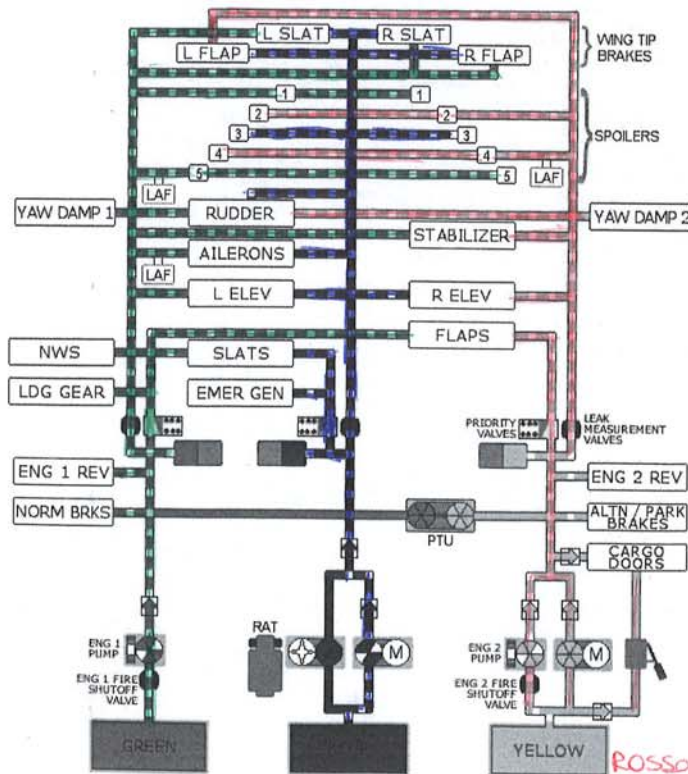 L SLAT R SLAT
L FLAP R FLAP
WING TIP
BRAKES
1 1
2 2
3 3
4 4
5 5
SPOILERS
LAF LAF
YAW DAMP 1 RUDDER YAW DAMP 2
STABILIZER
AILERONS
LAF
L ELEV R ELEV
FLAPS
NWS SLATS
LDG GEAR EMER GEN
PRIORITY
VALVES
LEAK
MEASUREMENT
VALVES
ENG 1 REV ENG 2 REV
NORM BRKS ALTN / PARK
BRAKES
PTU
CARGO
DOORS
RAT
ENG 1
PUMP
M
ENG 2
PUMP
M
ENG 1 FIRE
SHUTOFF
VALVE
ENG 2 FIRE
SHUTOFF
VALVE
GREEN YELLOW ROSSO